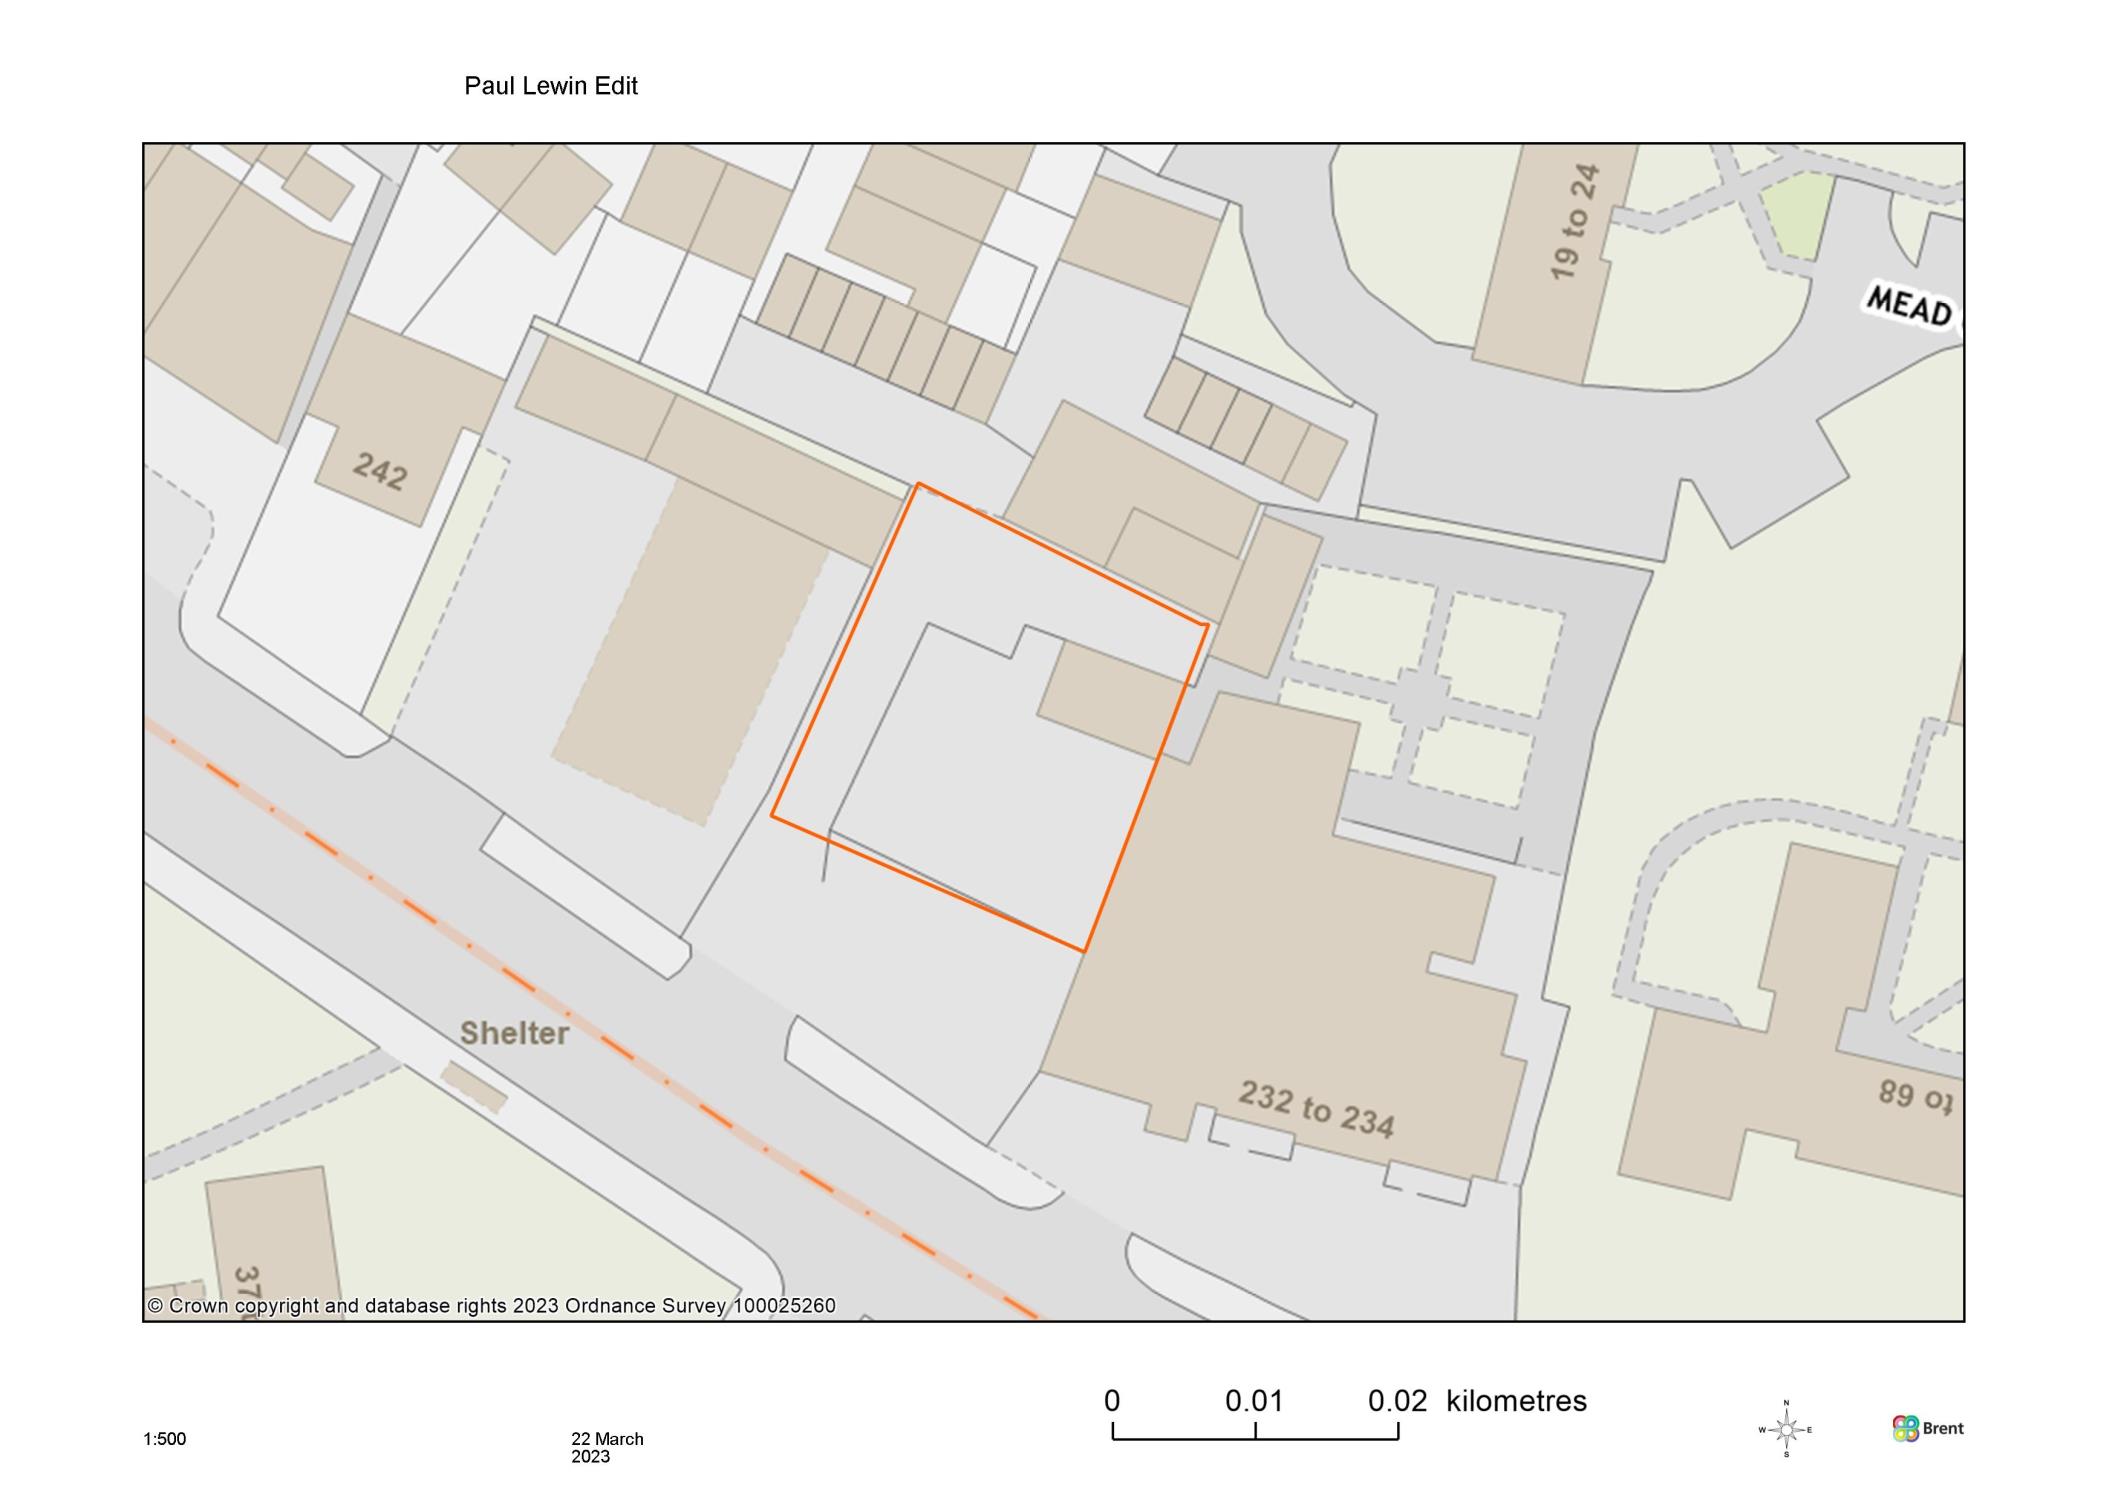 Paul Lewin Edit
19 to 24
MEAD
242
Shelter
232 to 234
to 68
37
© Crown copyright and database rights 2023 Ordnance Survey 100025260
0 0.01 0.02 kilometres
1:500
22 March
2023
N
W E
S
Brent